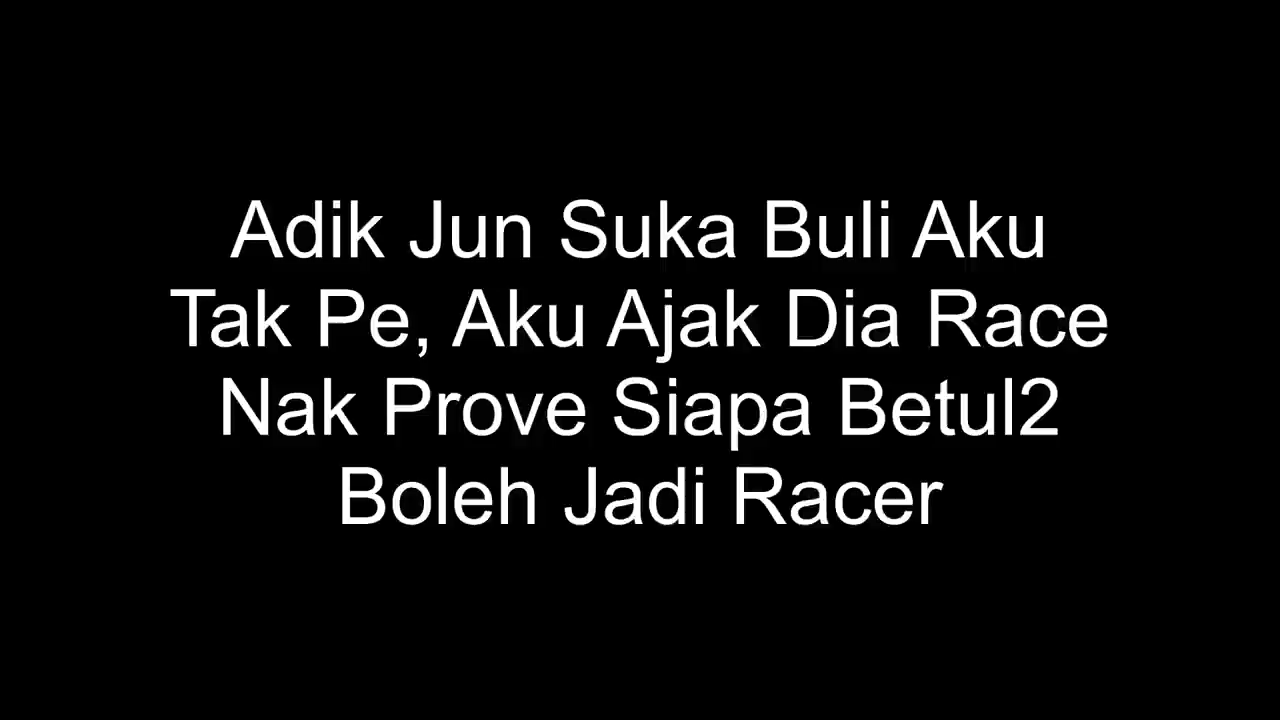 Adik Jun Suka Buli Aku
Tak Pe, Aku Ajak Dia Race
Nak Prove Siapa Betul2
Boleh Jadi Racer